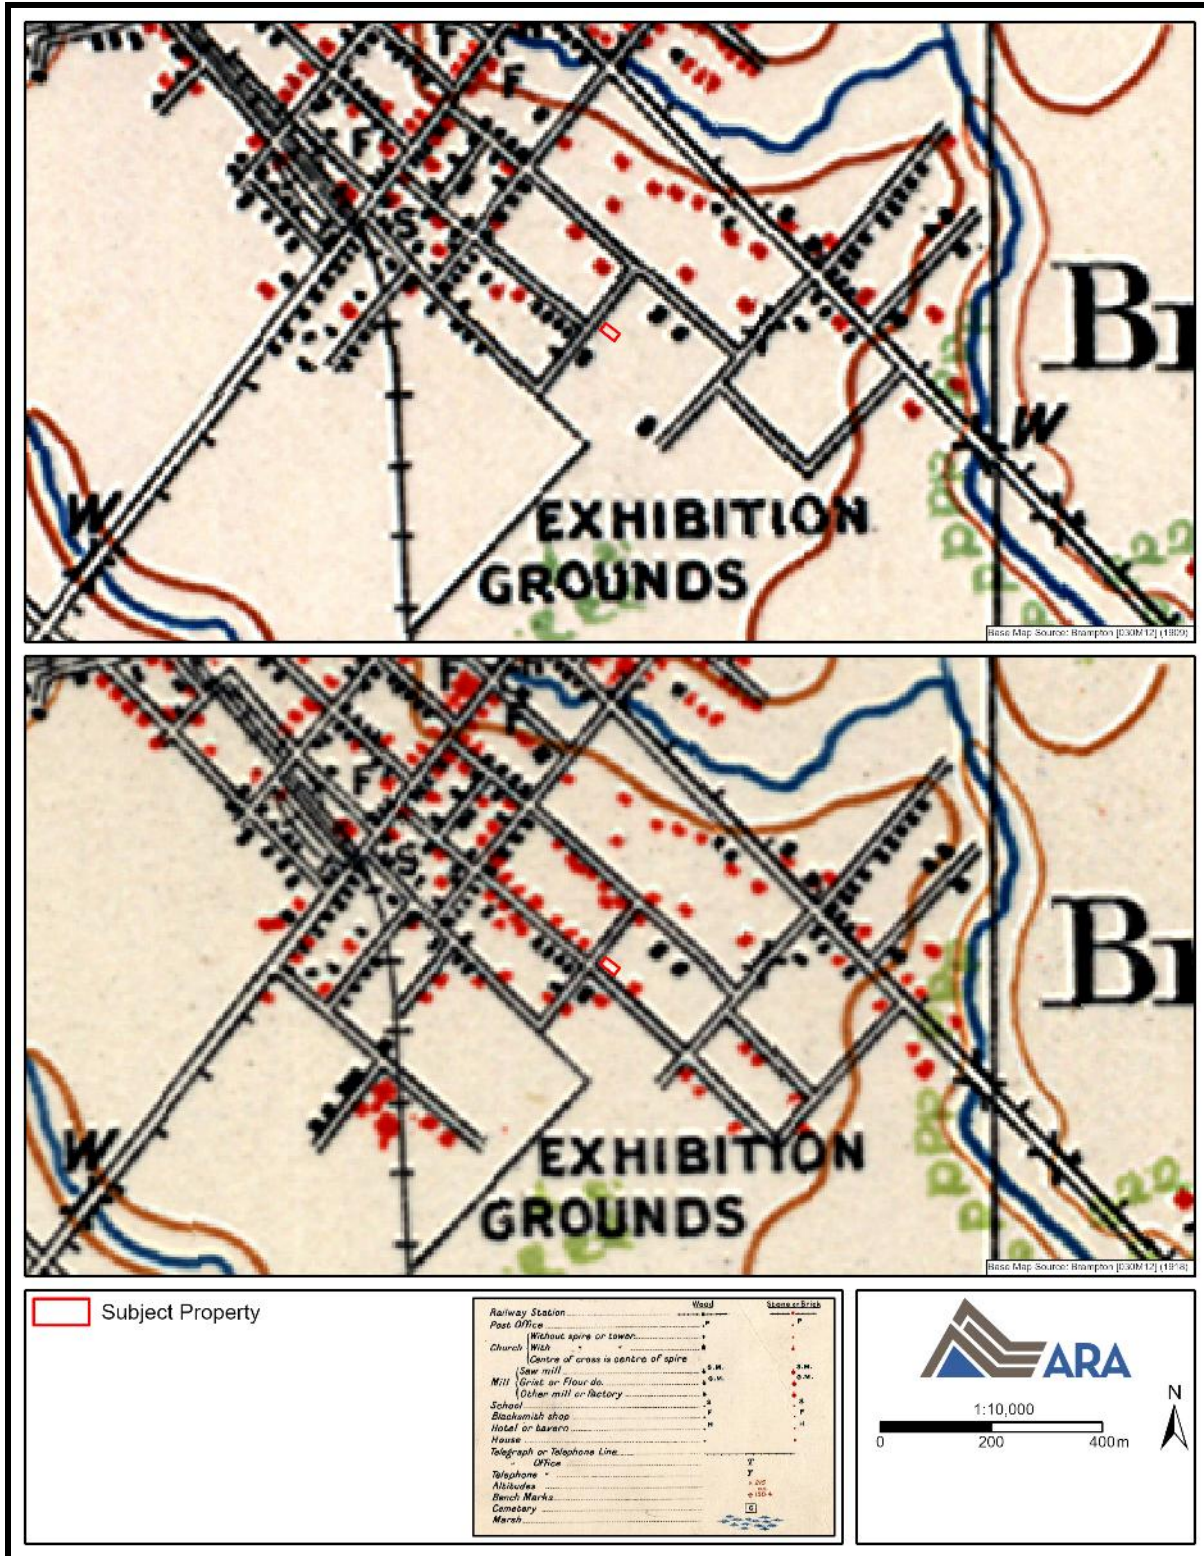 F
F
F
S
Br
W
W
EXHIBITION
GROUNDS
Base Map Source: Brampton [030M12] (1909)
F
F
F
S
Br
W
EXHIBITION
GROUNDS
Base Map Source: Brampton [030M12] (1918)
Subject Property
Wood Stone or Brick
Railway Station
Post Office P P
Church Without spire or tower
With " "
Centre of cross is centre of spire
Mill Saw mill S.M. S.M.
Grist or Flour do. G.M. G.M.
Other mill or factory
School S S
Blacksmith shop F F
Hotel or tavern H H
House
Telegraph or Telephone Line
" Office T
Telephone " T
Altitudes
Bench Marks
Cemetery C
Marsh
ARA
N
1:10,000
0 200 400m